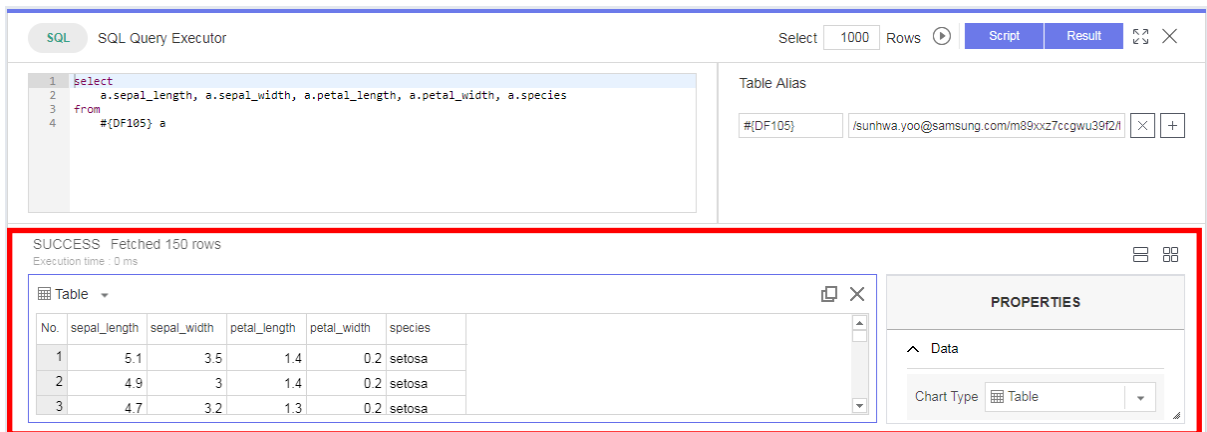 SQL SQL Query Executor Select 1000 Rows Script Result
1 select
2 a.sepal_length, a.sepal_width, a.petal_length, a.petal_width, a.species
3 from
4 #{DF105} a
Table Alias
#{DF105} /sunhwa.yoo@samsung.com/m89xxz7ccgwu39f2/
SUCCESS Fetched 150 rows
Execution time : 0 ms
Table
No. sepal_length sepal_width petal_length petal_width species
1 5.1 3.5 1.4 0.2 setosa
2 4.9 3 1.4 0.2 setosa
3 4.7 3.2 1.3 0.2 setosa
PROPERTIES
Data
Chart Type Table